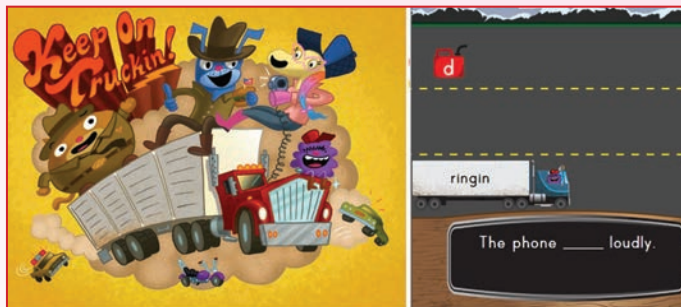 Keep On
Truckin!
d
ringin
The phone _____ loudly.